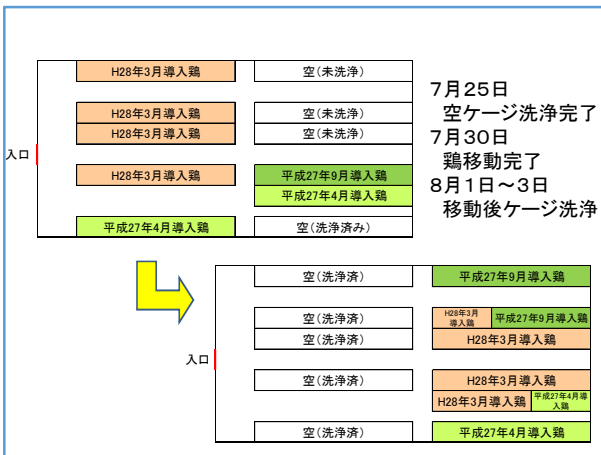 H28年3月導入鶏 空(未洗浄)
H28年3月導入鶏 空(未洗浄)
H28年3月導入鶏 空(未洗浄)
入口
H28年3月導入鶏 平成27年9月導入鶏
平成27年4月導入鶏
平成27年4月導入鶏 空(洗浄済み)
7月25日
空ケージ洗浄完了
7月30日
鶏移動完了
8月1日~3日
移動後ケージ洗浄
空(洗浄済) 平成27年9月導入鶏
空(洗浄済) H28年3月
導入鶏 平成27年9月導入鶏
空(洗浄済) H28年3月導入鶏
入口
空(洗浄済) H28年3月導入鶏
H28年3月導入鶏 平成27年4月導
入鶏
空(洗浄済) 平成27年4月導入鶏